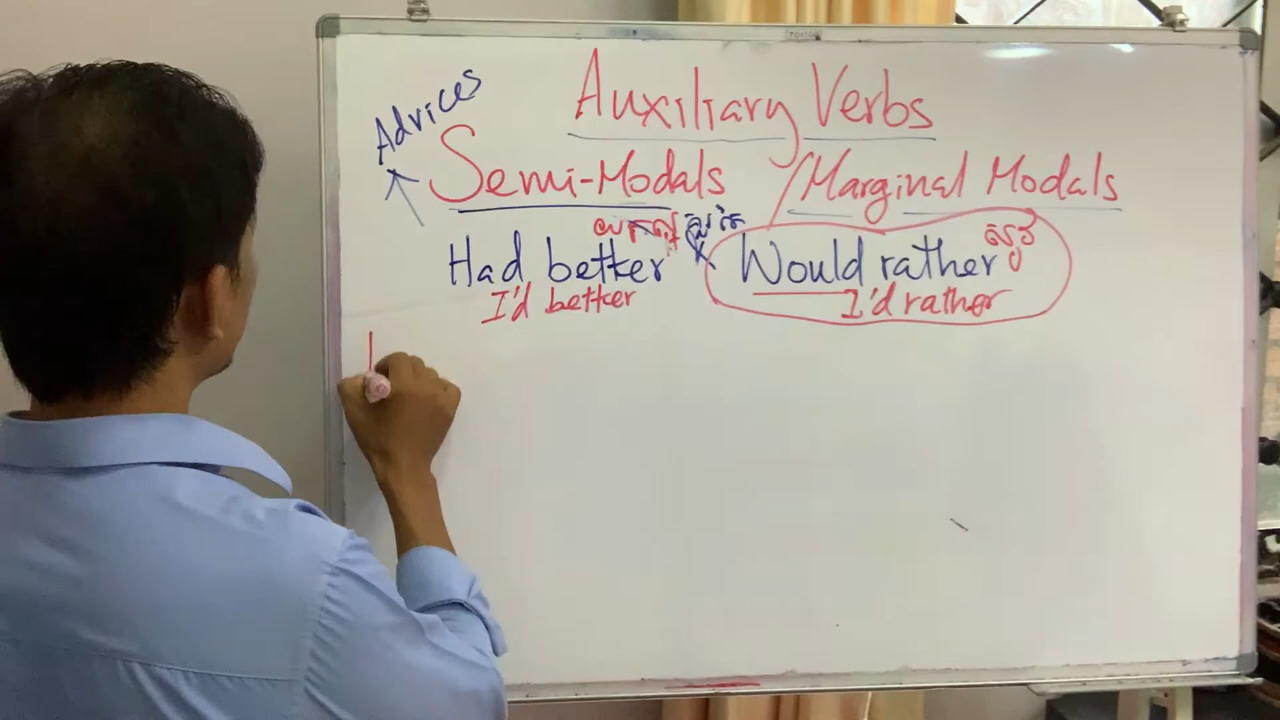 Auxiliary Verbs
Advices
Semi-Modals / Marginal Modals
Had better Would rather
I'd better I'd rather